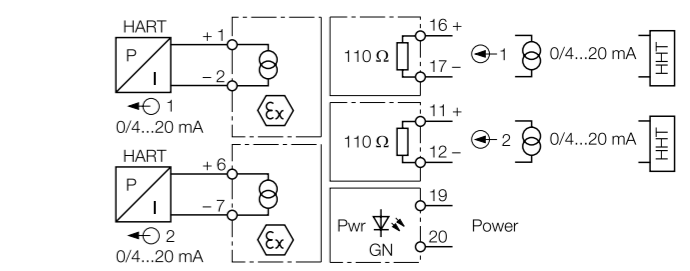 HART
P
I
+ 1
− 2
1
0/4...20 mA
Ɛx
110 Ω
16 +
17 −
1
0/4...20 mA
HHT
110 Ω
11 +
12 −
2
0/4...20 mA
HHT
HART
P
I
+ 6
− 7
2
0/4...20 mA
Ɛx
Pwr
GN
19
20
Power